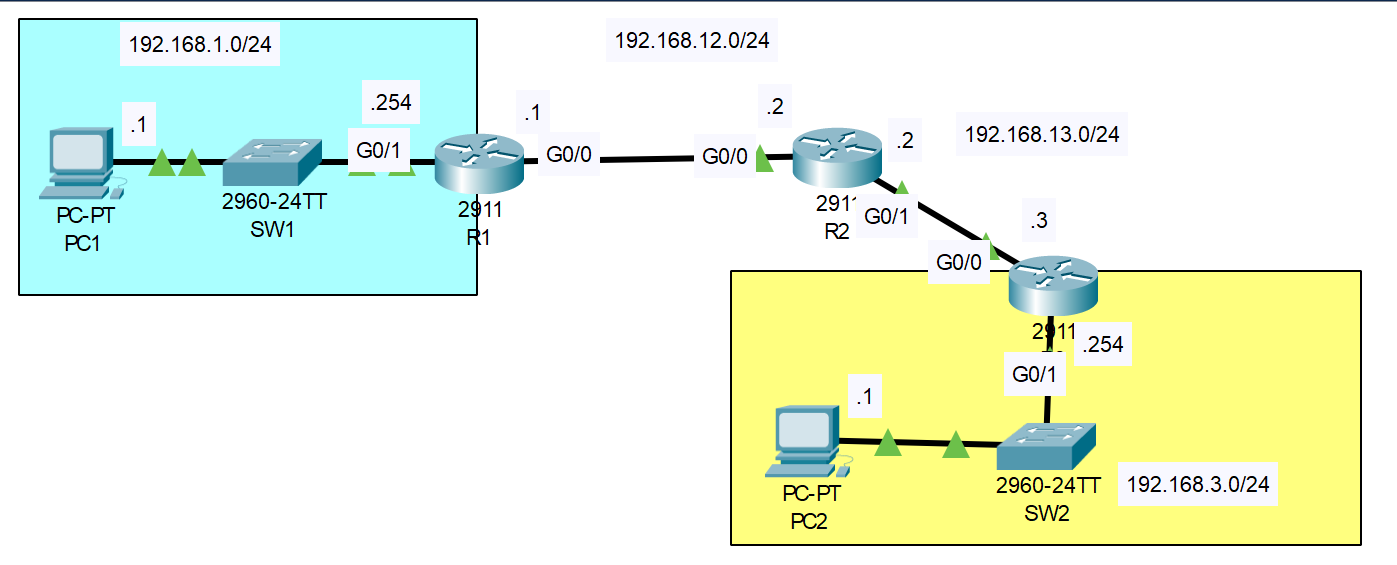 192.168.1.0/24
192.168.12.0/24
.254
.1
.2
.1
192.168.13.0/24
.2
G0/1
G0/0
G0/0
2960-24TT
SW1
2911
R1
PC-PT
PC1
R2
G0/1
.3
G0/0
2911
.254
G0/1
.1
PC-PT
PC2
2960-24TT
SW2
192.168.3.0/24